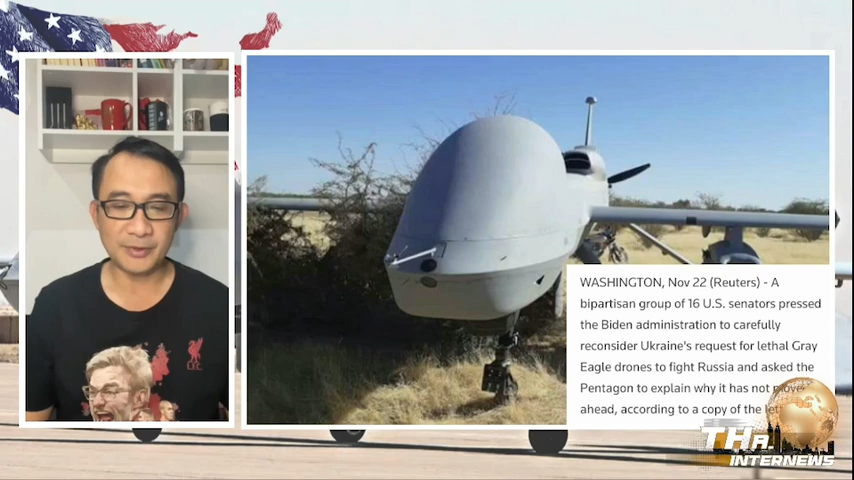 L.F.C.
WASHINGTON, Nov 22 (Reuters) - A
bipartisan group of 16 U.S. senators pressed
the Biden administration to carefully
reconsider Ukraine's request for lethal Gray
Eagle drones to fight Russia and asked the
Pentagon to explain why it has not
ahead, according to a copy of the
THR.
INTERNEWS